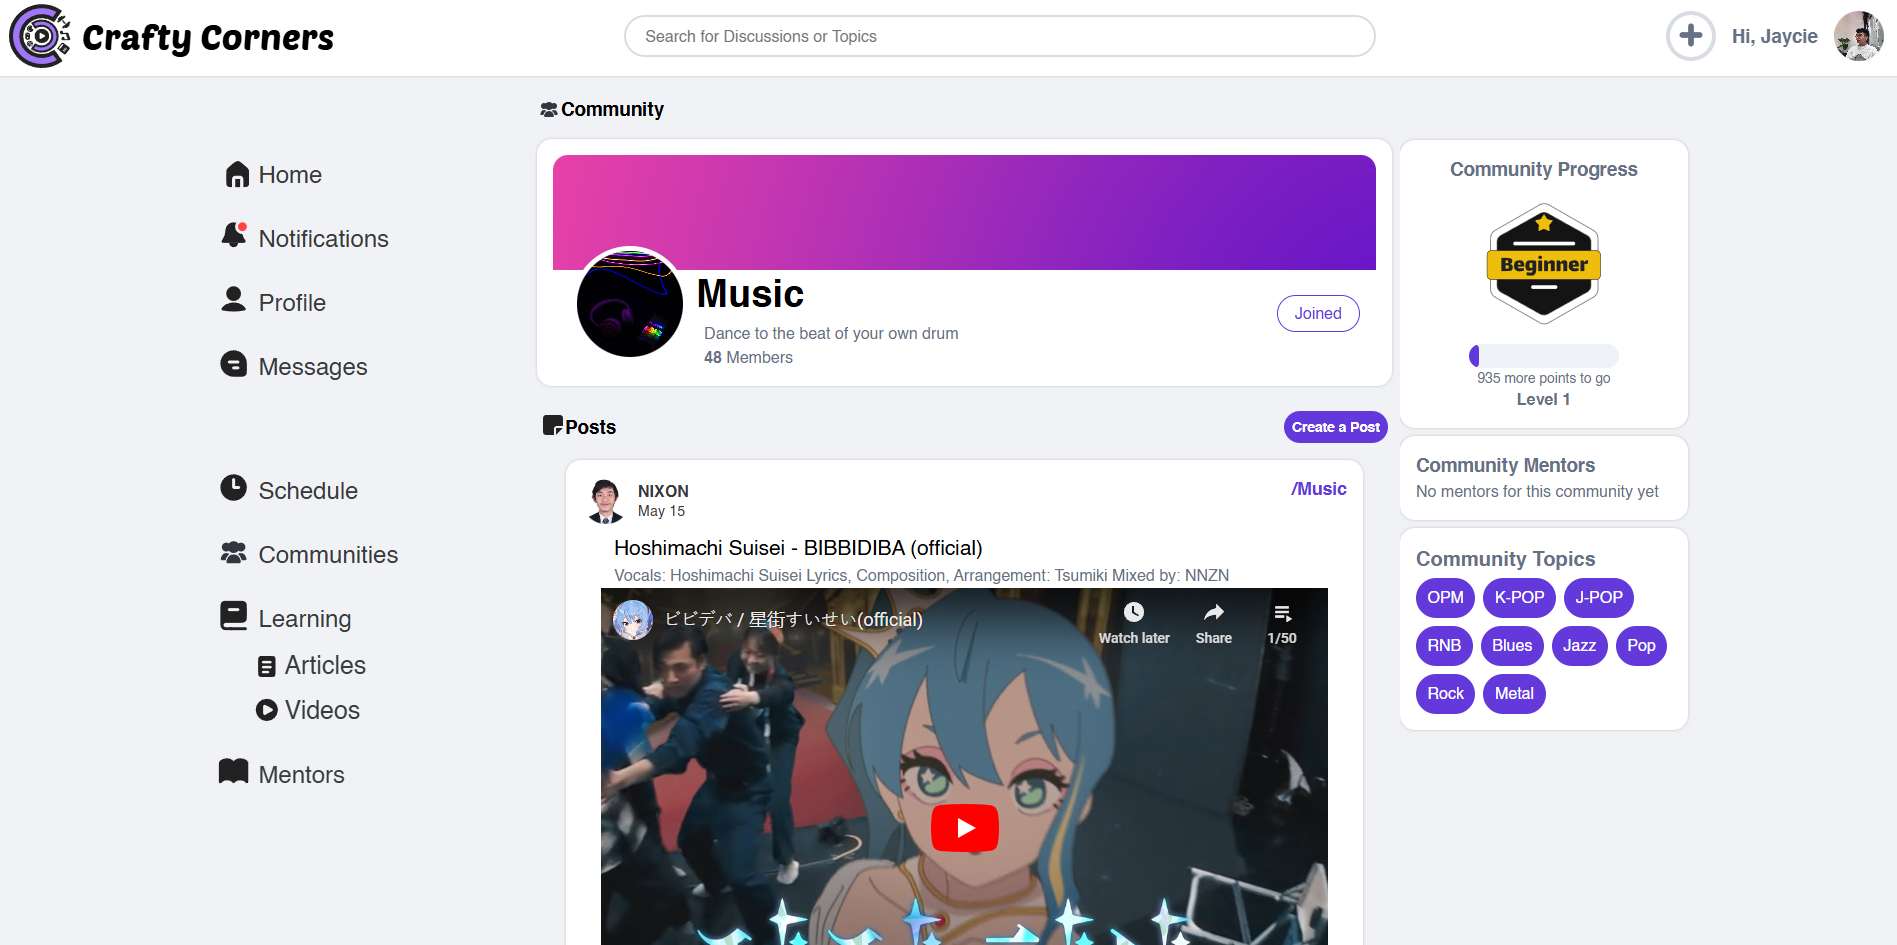 Crafty Corners
Search for Discussions or Topics
Hi, Jaycie
Home
Notifications
Profile
Messages
Schedule
Communities
Learning
Articles
Videos
Mentors
Community
Music
Dance to the beat of your own drum
48 Members
Joined
Posts
Create a Post
NIXON
May 15
/Music
Hoshimachi Suisei - BIBBIDIBA (official)
Vocals: Hoshimachi Suisei Lyrics, Composition, Arrangement: Tsumiki Mixed by: NNZN
ビビデバ / 星街すいせい(official)
Watch later
Share
1/50
Community Progress
Beginner
935 more points to go
Level 1
Community Mentors
No mentors for this community yet
Community Topics
OPM K-POP J-POP
RNB Blues Jazz Pop
Rock Metal